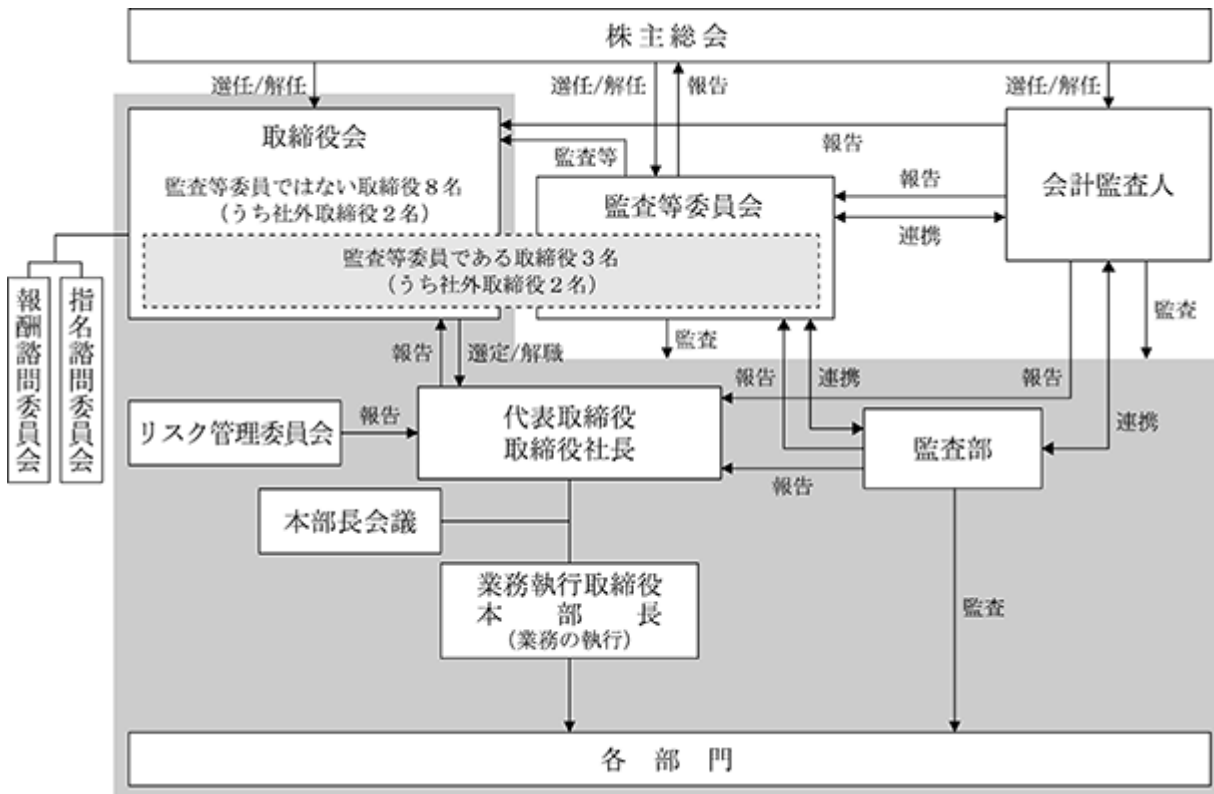 株主総会
選任/解任
選任/解任
報告
選任/解任
取締役会
監査等委員ではない取締役8名
(うち社外取締役2名)
監査等
報告
監査等委員会
報告
連携
会計監査人
監査等委員である取締役3名
(うち社外取締役2名)
報酬諮問委員会
指名諮問委員会
報告
選定/解職
監査
報告
連携
報告
監査
連携
リスク管理委員会
報告
代表取締役
取締役社長
報告
監査部
本部長会議
業務執行取締役
本部長
(業務の執行)
監査
各部門